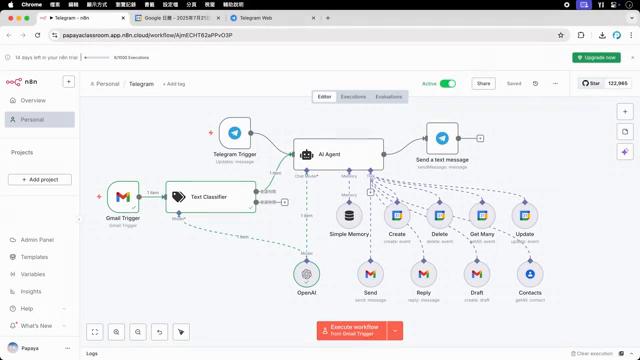 Chrome 檔案 編輯 顯示方式 瀏覽記錄 書籤 設定檔 分頁 視窗 輔助說明
Telegram - n8n
Google 日曆 - 2025年7月21日
Telegram Web
papayaclassroom.app.n8n.cloud/workflow/AjmECHT62aPPvO3P
14 days left in your n8n trial
6/1000 Executions
Upgrade now
n8n
Personal
Telegram
+ Add tag
Active
Share
Saved
Star
122,965
Editor
Executions
Evaluations
Overview
Personal
Projects
+ Add project
Admin Panel
Templates
Variables
Insights
Help
What's New
Papaya
Telegram Trigger
Updates: message
AI Agent
Chat Model*
Memory
Tool
Send a text message
sendMessage: message
1 item
1 item
Gmail Trigger
Gmail Trigger
Text Classifier
Model*
1 item
1 item
Memory
Model
Simple Memory
Create
create: event
Delete
delete: event
Get Many
getAll: event
Update
update: event
OpenAI
Send
send: message
Reply
reply: message
Draft
create: draft
Contacts
getAll: contact
Execute workflow
from Gmail Trigger
Logs
Clear execution